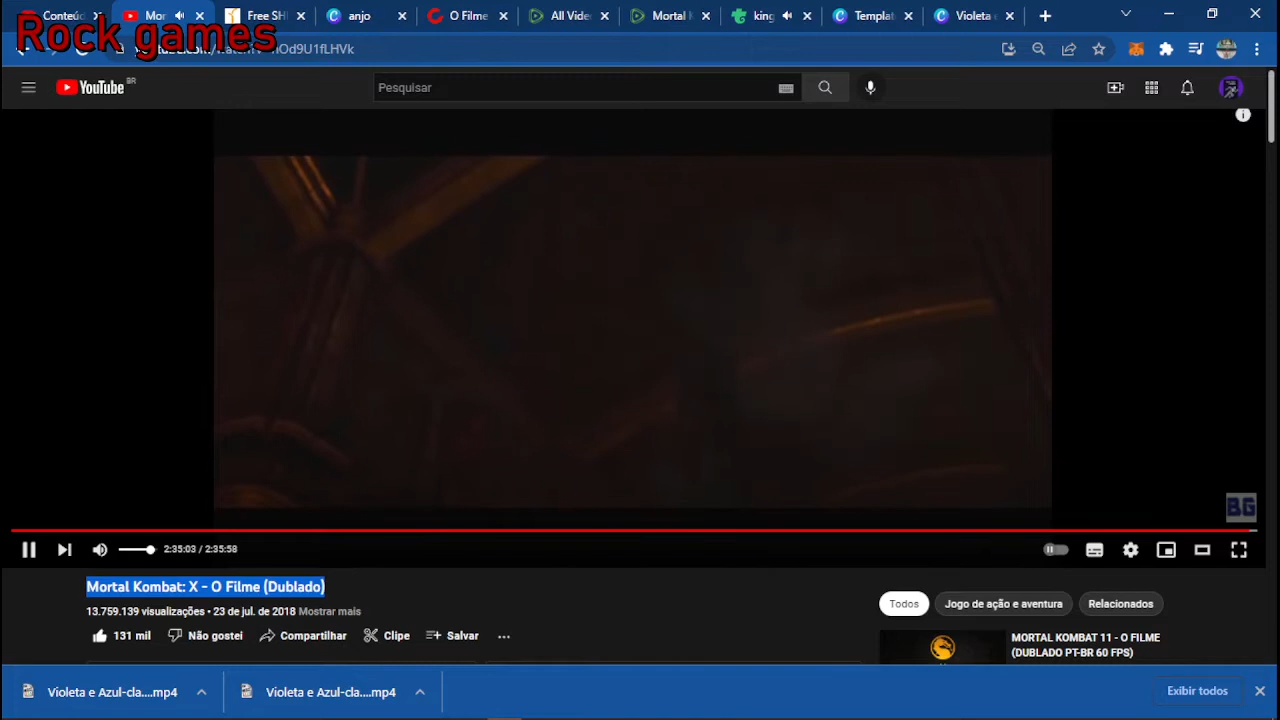 Rock games
Conteúd
Mor
Free SH
anjo
O Filme
All Video
Mortal K
king
Templat
Violeta e
YouTube BR
Pesquisar
BG
2:35:03 / 2:35:58
Mortal Kombat: X - O Filme (Dublado)
13.759.139 visualizações • 23 de jul. de 2018 Mostrar mais
131 mil Não gostei Compartilhar Clipe Salvar
Todos Jogo de ação e aventura Relacionados
MORTAL KOMBAT 11 - O FILME
(DUBLADO PT-BR 60 FPS)
Violeta e Azul-cla....mp4
Violeta e Azul-cla....mp4
Exibir todos